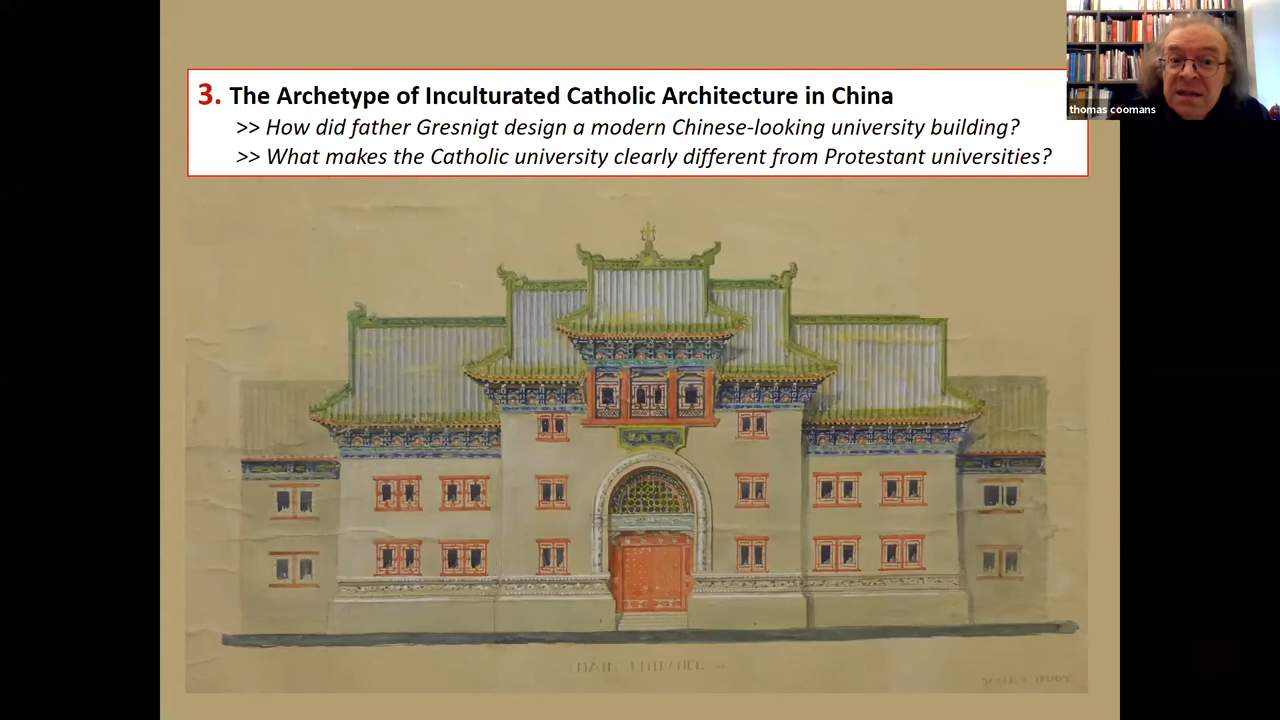 3. The Archetype of Inculturated Catholic Architecture in China
>> How did father Gresnigt design a modern Chinese-looking university building?
>> What makes the Catholic university clearly different from Protestant universities?
thomas coomans
MAIN ENTRANCE